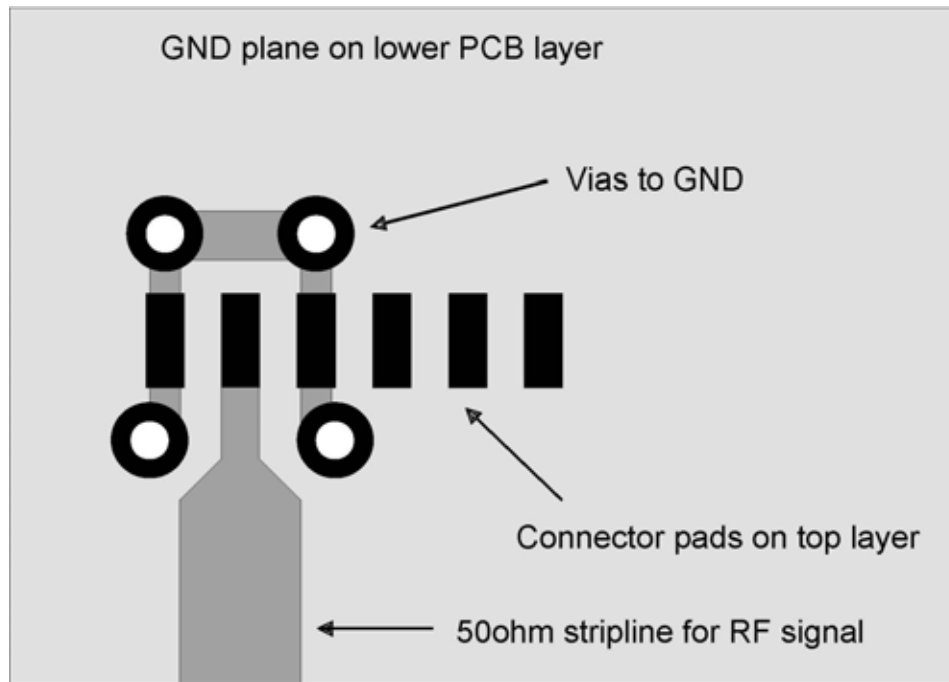 GND plane on lower PCB layer
Vias to GND
Connector pads on top layer
50ohm stripline for RF signal